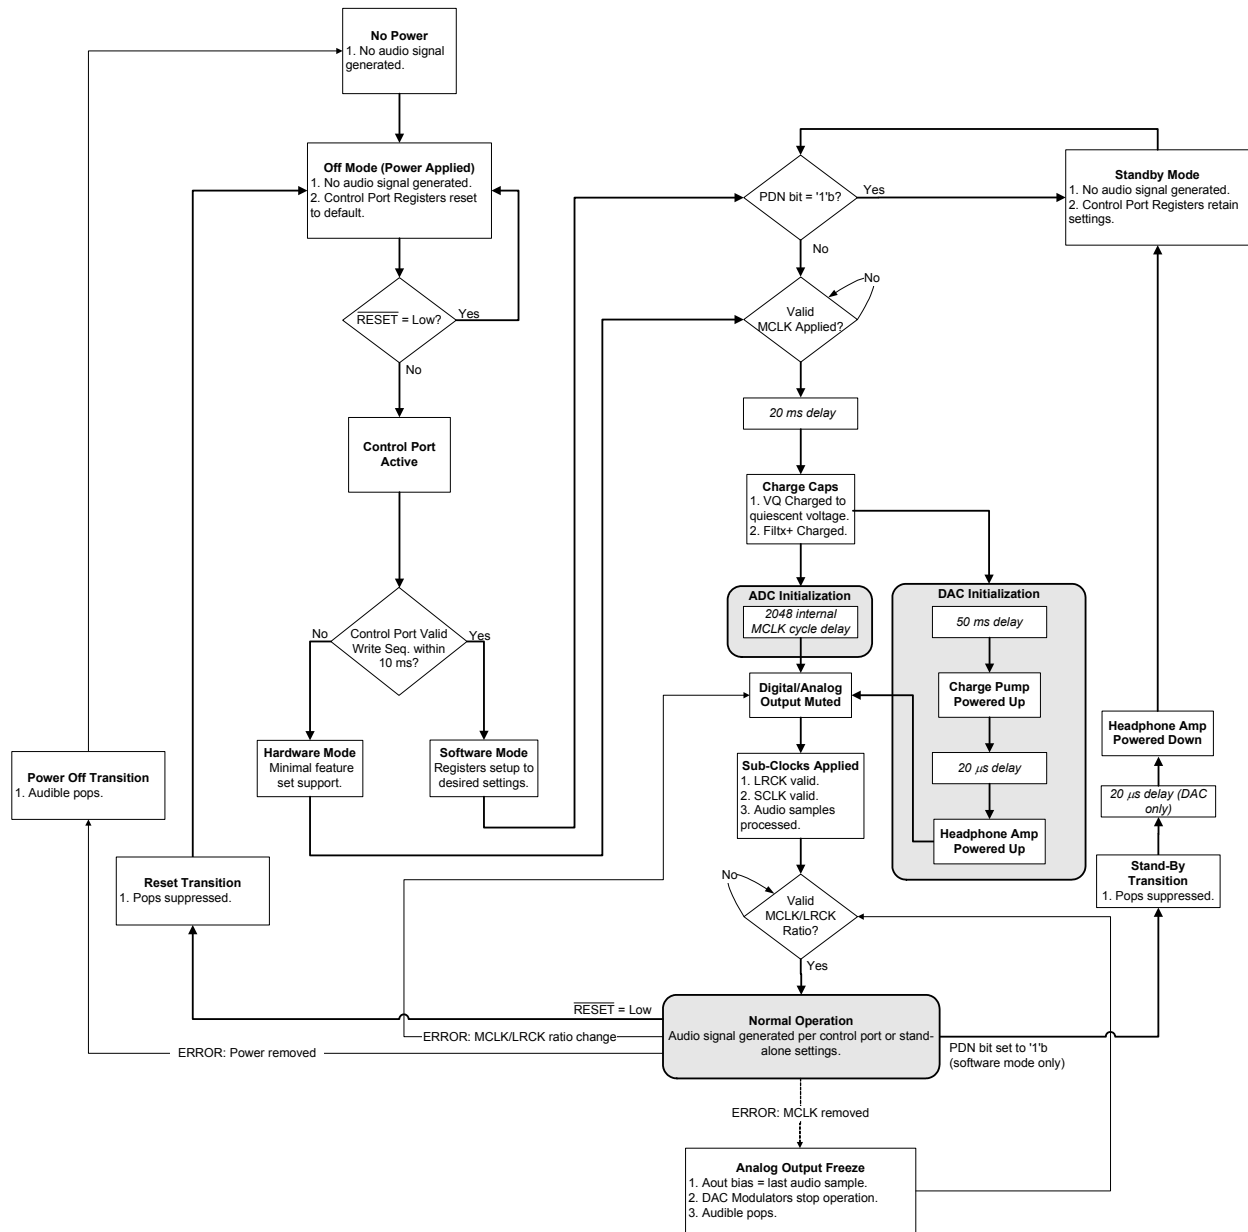 No Power
1. No audio signal
generated.
Off Mode (Power Applied)
1. No audio signal generated.
2. Control Port Registers reset
to default.
PDN bit = '1'b?
Yes
No
Standby Mode
1. No audio signal generated.
2. Control Port Registers retain
settings.
RESET = Low?
Yes
No
Valid
MCLK Applied?
No
20 ms delay
Control Port
Active
Charge Caps
1. VQ Charged to
quiescent voltage.
2. Filtx+ Charged.
ADC Initialization
2048 internal
MCLK cycle delay
DAC Initialization
50 ms delay
Charge Pump
Powered Up
20 µs delay
Headphone Amp
Powered Up
No
Control Port Valid
Write Seq. within
10 ms?
Yes
Digital/Analog
Output Muted
Hardware Mode
Minimal feature
set support.
Software Mode
Registers setup to
desired settings.
Sub-Clocks Applied
1. LRCK valid.
2. SCLK valid.
3. Audio samples
processed.
Headphone Amp
Powered Down
20 µs delay (DAC
only)
Stand-By
Transition
1. Pops suppressed.
Power Off Transition
1. Audible pops.
Reset Transition
1. Pops suppressed.
No
Valid
MCLK/LRCK
Ratio?
Yes
RESET = Low
ERROR: MCLK/LRCK ratio change
ERROR: Power removed
Normal Operation
Audio signal generated per control port or stand-
alone settings.
PDN bit set to '1'b
(software mode only)
ERROR: MCLK removed
Analog Output Freeze
1. Aout bias = last audio sample.
2. DAC Modulators stop operation.
3. Audible pops.